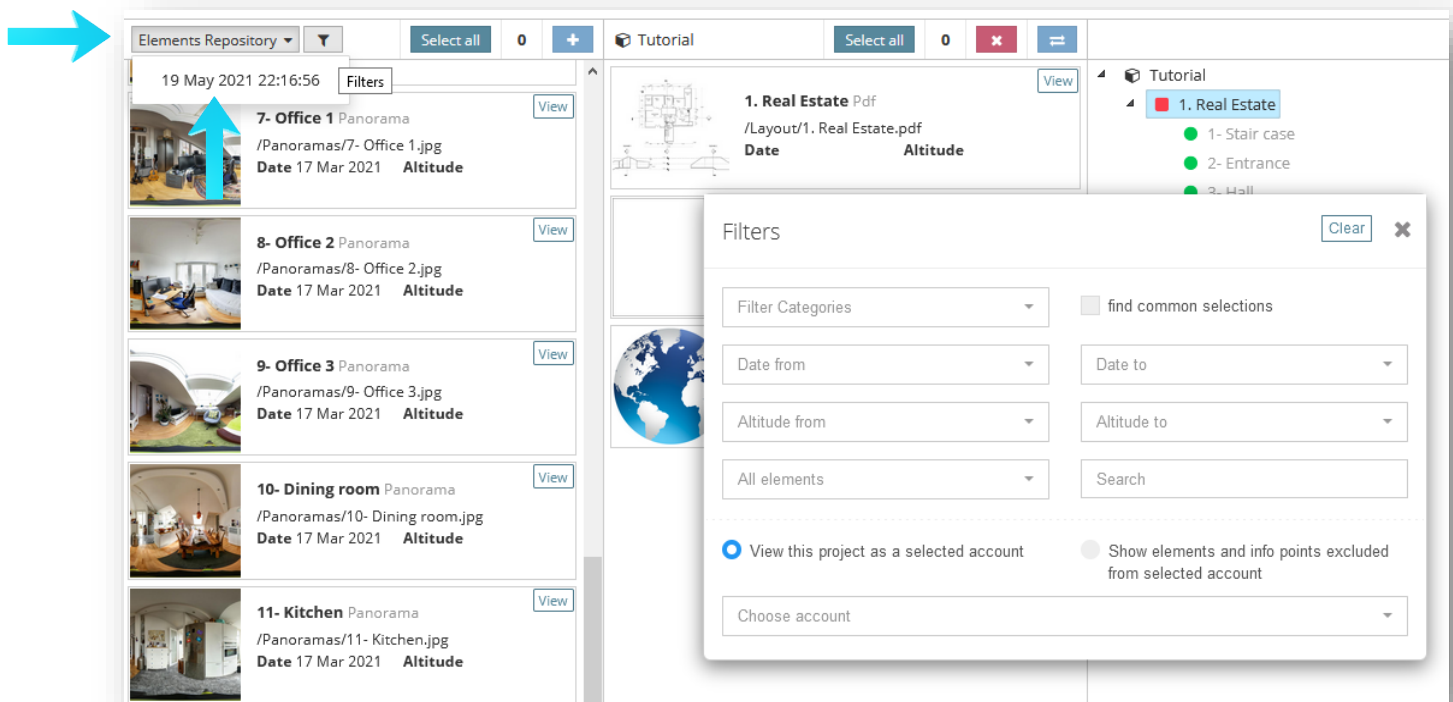 Elements Repository
Select all
0
+
Tutorial
Select all
0
19 May 2021 22:16:56
Filters
7- Office 1 Panorama
View
/Panoramas/7- Office 1.jpg
Date 17 Mar 2021 Altitude
8- Office 2 Panorama
View
/Panoramas/8- Office 2.jpg
Date 17 Mar 2021 Altitude
9- Office 3 Panorama
View
/Panoramas/9- Office 3.jpg
Date 17 Mar 2021 Altitude
10- Dining room Panorama
View
/Panoramas/10- Dining room.jpg
Date 17 Mar 2021 Altitude
11- Kitchen Panorama
View
/Panoramas/11- Kitchen.jpg
Date 17 Mar 2021 Altitude
1. Real Estate Pdf
View
/Layout/1. Real Estate.pdf
Date Altitude
Tutorial
1. Real Estate
1- Stair case
2- Entrance
3- Hall
Filters
Clear
Filter Categories
find common selections
Date from
Date to
Altitude from
Altitude to
All elements
Search
View this project as a selected account
Show elements and info points excluded
from selected account
Choose account